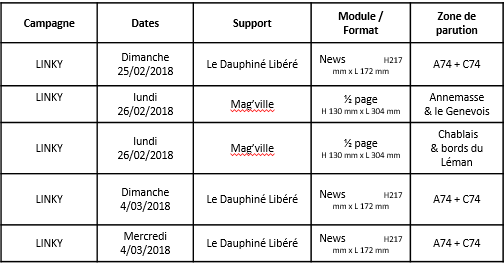 Campagne Dates Support Module / Format Zone de parution
LINKY Dimanche 25/02/2018 Le Dauphiné Libéré News H217 mm x L 172 mm A74 + C74
LINKY lundi 26/02/2018 Mag'ville ½ page H 130 mm x L 304 mm Annemasse & le Genevois
LINKY lundi 26/02/2018 Mag'ville ½ page H 130 mm x L 304 mm Chablais & bords du Léman
LINKY Dimanche 4/03/2018 Le Dauphiné Libéré News H217 mm x L 172 mm A74 + C74
LINKY Mercredi 4/03/2018 Le Dauphiné Libéré News H217 mm x L 172 mm A74 + C74